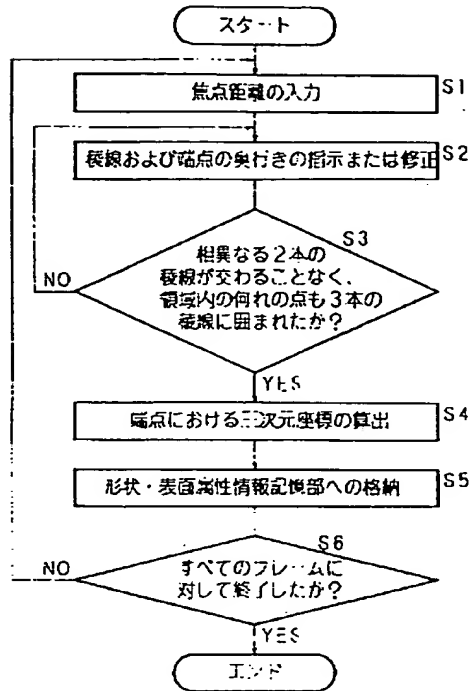 スタート
焦点距離の入力
S1
稜線および端点の奥行きの指示または修正
S2
S3
相異なる2本の
稜線が交わることなく、
領域内の何れの点も3本の
稜線に囲まれたか?
NO
YES
端点における三次元座標の算出
S4
形状・表面属性情報記憶部への格納
S5
S6
すべてのフレームに
対して終了したか?
NO
YES
エンド